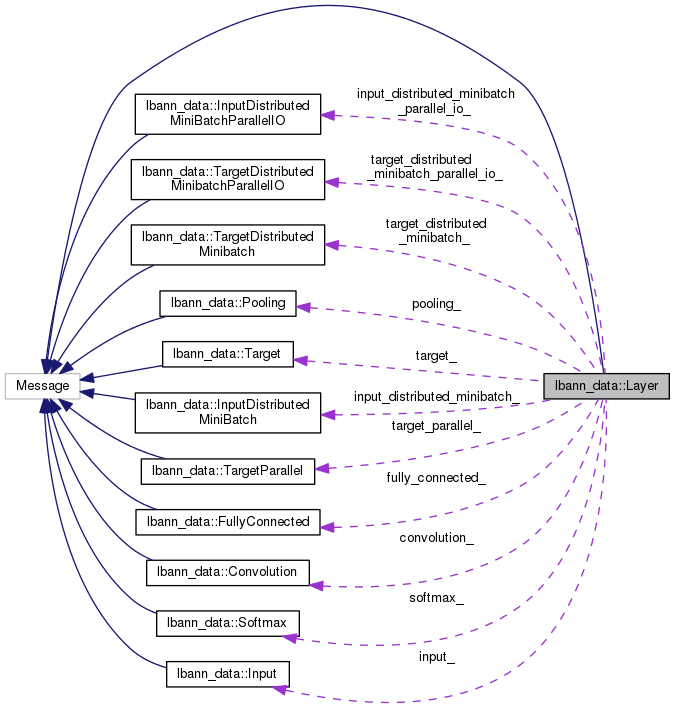 lbann_data::InputDistributed
MiniBatchParallelIO
input_distributed_minibatch
_parallel_io_
lbann_data::TargetDistributed
MinibatchParallelIO
target_distributed
_minibatch_parallel_io_
lbann_data::TargetDistributed
Minibatch
target_distributed
_minibatch_
lbann_data::Pooling
pooling_
lbann_data::Target
target_
Message
lbann_data::Layer
lbann_data::InputDistributed
MiniBatch
input_distributed_minibatch_
target_parallel_
lbann_data::TargetParallel
fully_connected_
lbann_data::FullyConnected
convolution_
lbann_data::Convolution
softmax_
lbann_data::Softmax
input_
lbann_data::Input